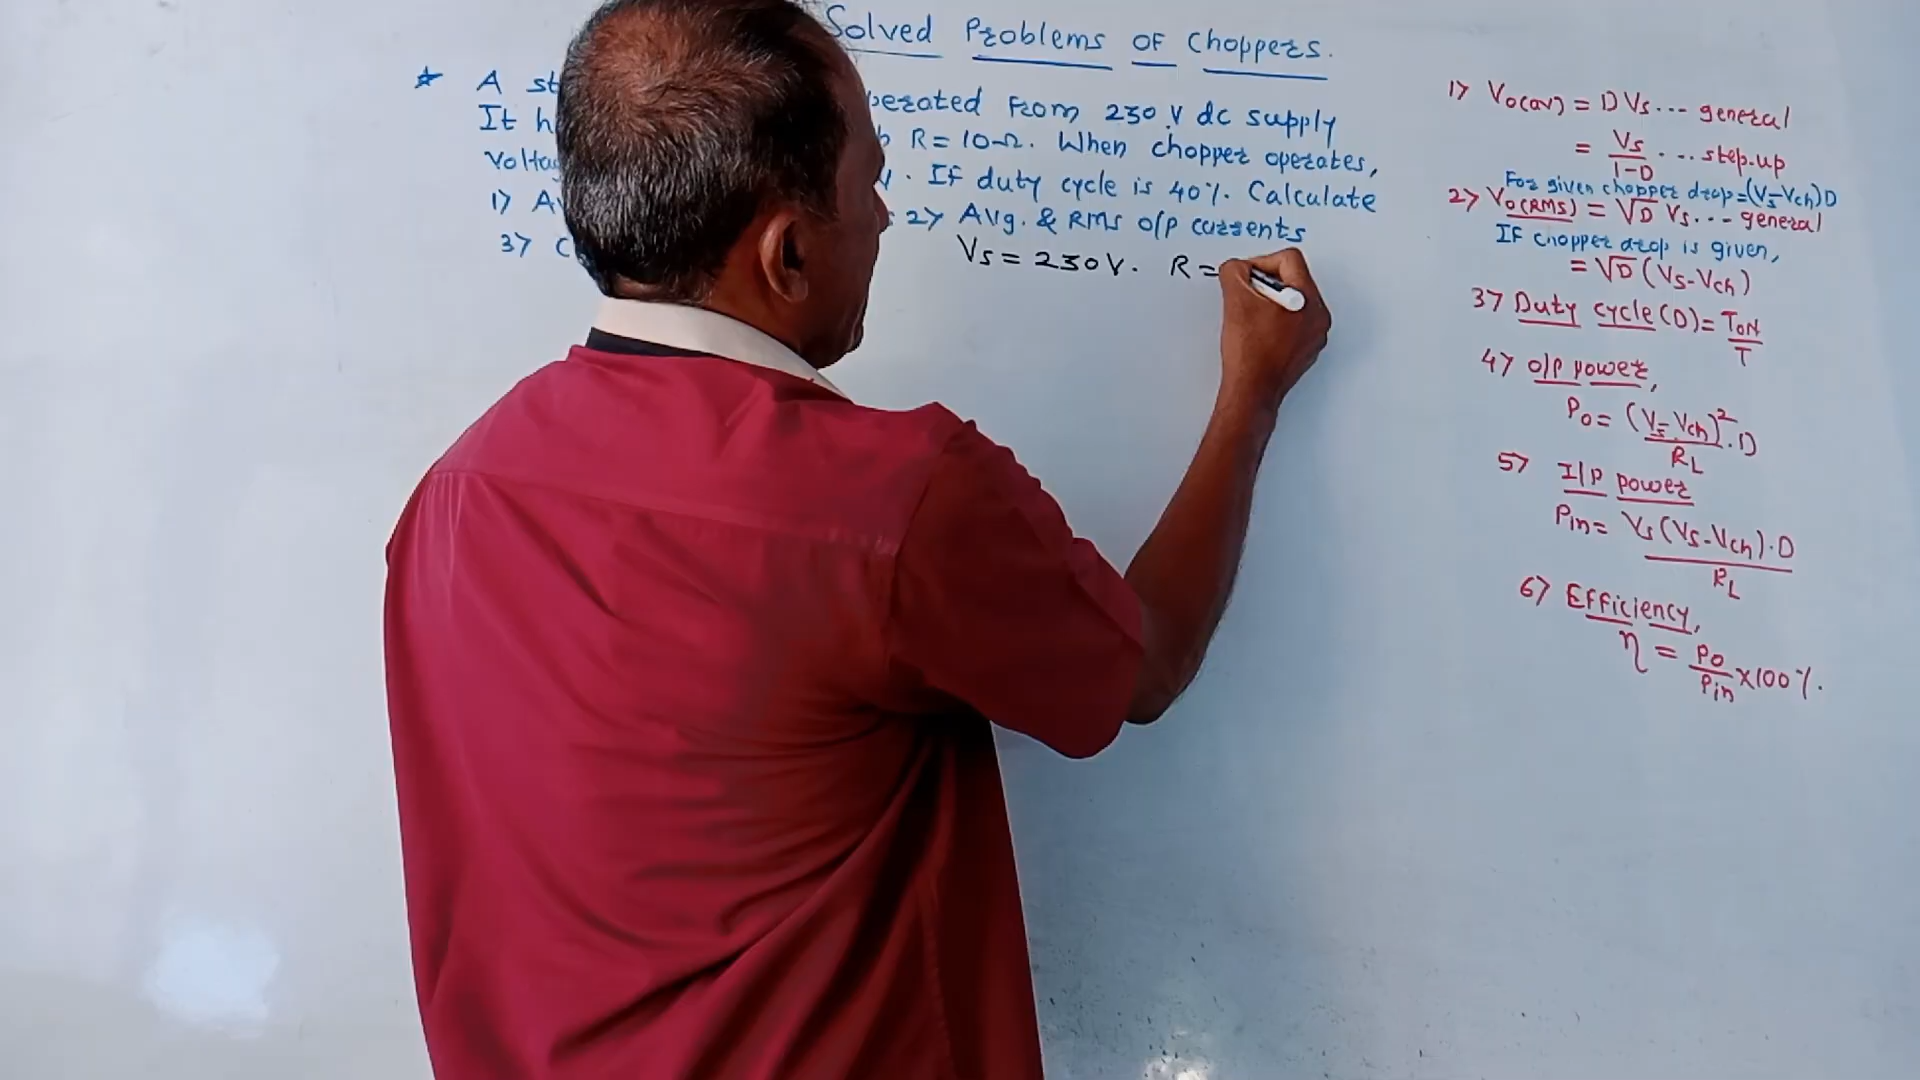 Solved Problems OF Choppers.
* A st perated From 230 V dc supply
It h R = 10-Ω. When chopper operates,
Volta V. IF duty cycle is 40%. Calculate
1> A 2> Avg. & RMS o/p currents
3> C
Vs = 230V. R =
1> Vo(av) = DVs ... general
= Vs/1-D ... step-up
For given chopper drop = (Vs-Vch)D
2> Vo(RMS) = √D Vs ... general
IF chopper drop is given,
= √D (Vs-Vch)
3> Duty cycle (D) = TON/T
4> o/p power,
Po = (Vs-Vch)²/RL . D
5> I/P power
Pin = Vs(Vs-Vch).D/RL
6> Efficiency,
η = Po/Pin x100%.